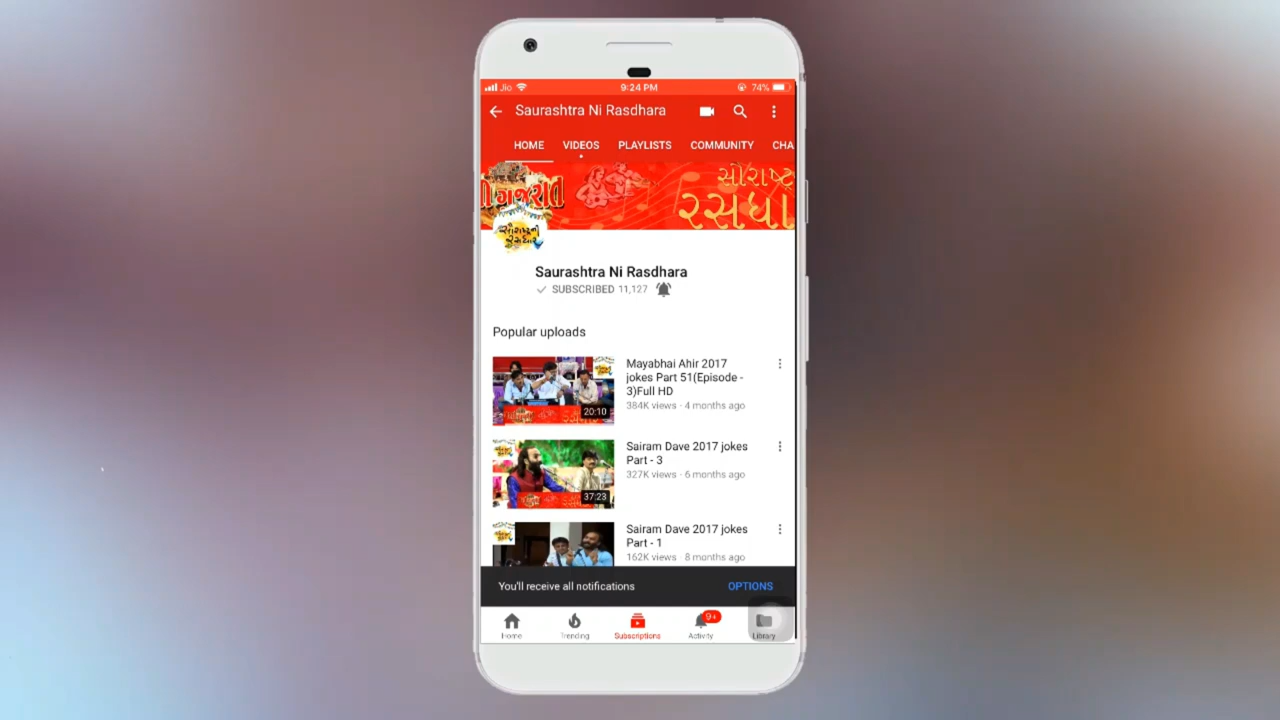 Jio
9:24 PM
74%
Saurashtra Ni Rasdhara
HOME
VIDEOS
PLAYLISTS
COMMUNITY
CHA
ગુજરાત
સૌરાષ્ટ્ર
રસધા
Saurashtra Ni Rasdhara
SUBSCRIBED 11,127
Popular uploads
Mayabhai Ahir 2017
jokes Part 51(Episode -
3)Full HD
384K views · 4 months ago
20:10
Sairam Dave 2017 jokes
Part - 3
327K views · 6 months ago
37:23
Sairam Dave 2017 jokes
Part - 1
162K views · 8 months ago
You'll receive all notifications
OPTIONS
9+
Home
Trending
Subscriptions
Activity
Library